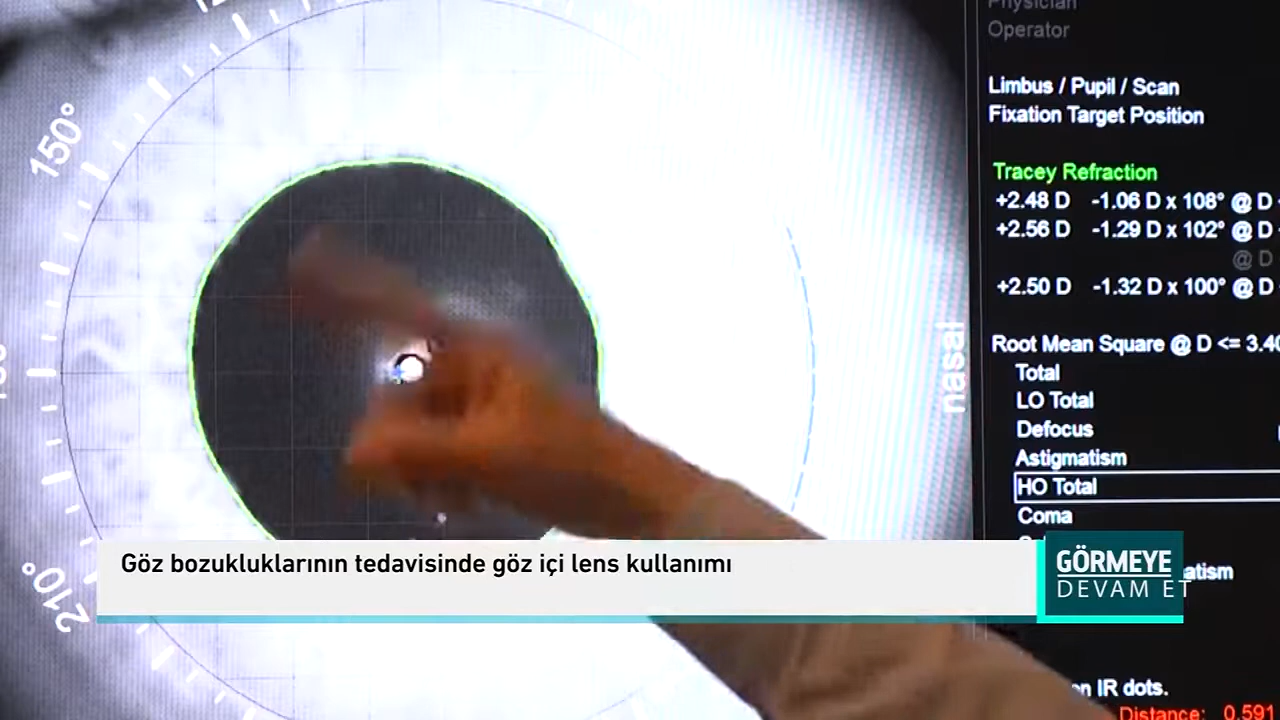 Physician
Operator
Limbus / Pupil / Scan
Fixation Target Position
150°
Tracey Refraction
+2.48 D -1.06 D x 108° @ D
+2.56 D -1.29 D x 102° @ D
@ D
+2.50 D -1.32 D x 100° @ D
nasal
Root Mean Square @ D <= 3.40
Total
LO Total
Defocus
Astigmatism
HO Total
Coma
210°
Göz bozukluklarının tedavisinde göz içi lens kullanımı
GÖRMEYE
DEVAM ET
IR dots.
Distance: 0.591